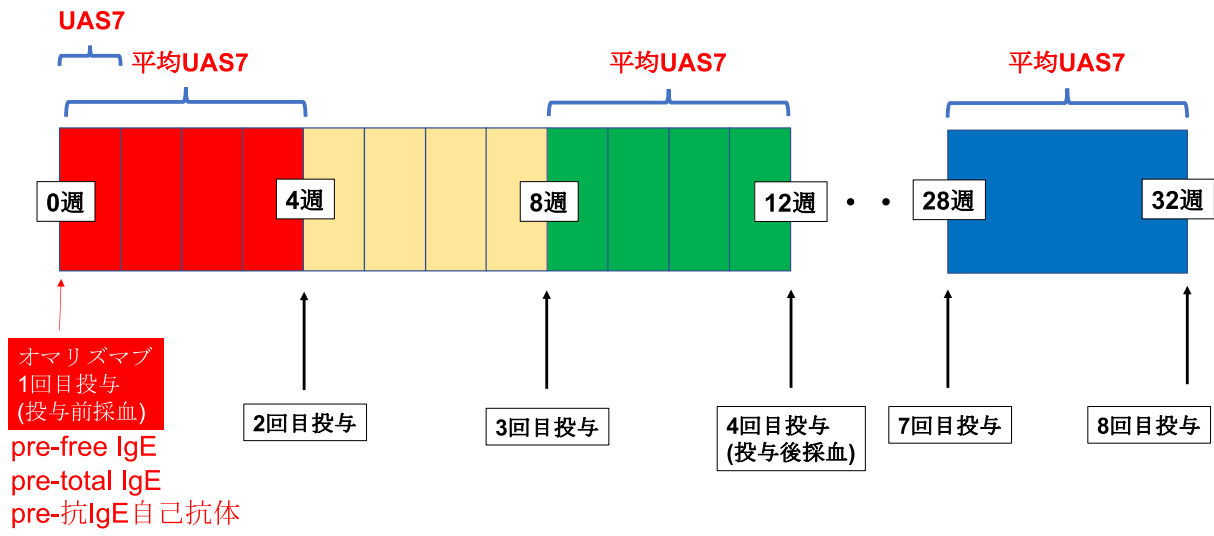 UAS7
平均UAS7
平均UAS7
平均UAS7
0週
4週
8週
12週
・・
28週
32週
オマリズマブ
1回目投与
(投与前採血)
2回目投与
3回目投与
4回目投与
(投与後採血)
7回目投与
8回目投与
pre-free IgE
pre-total IgE
pre-抗IgE自己抗体